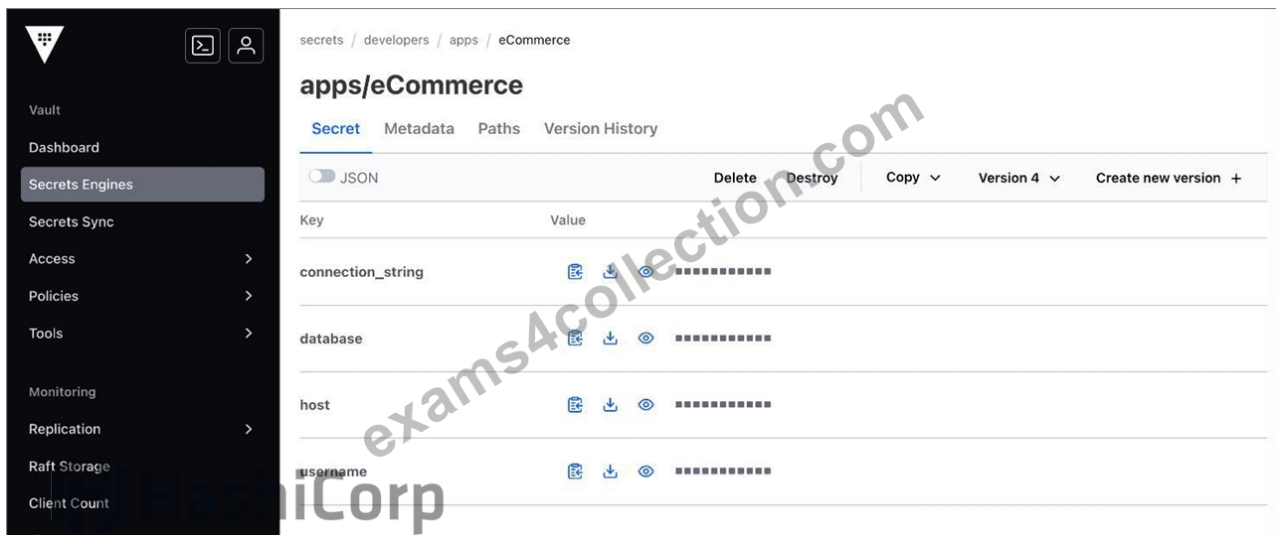 Vault
Dashboard
Secrets Engines
Secrets Sync
Access
Policies
Tools
Monitoring
Replication
Raft Storage
Client Count
secrets / developers / apps / eCommerce
apps/eCommerce
Secret Metadata Paths Version History
JSON Delete Destroy Copy Version 4 Create new version +
Key Value
connection_string
database
host
username
exams4collection.com
HashiCorp